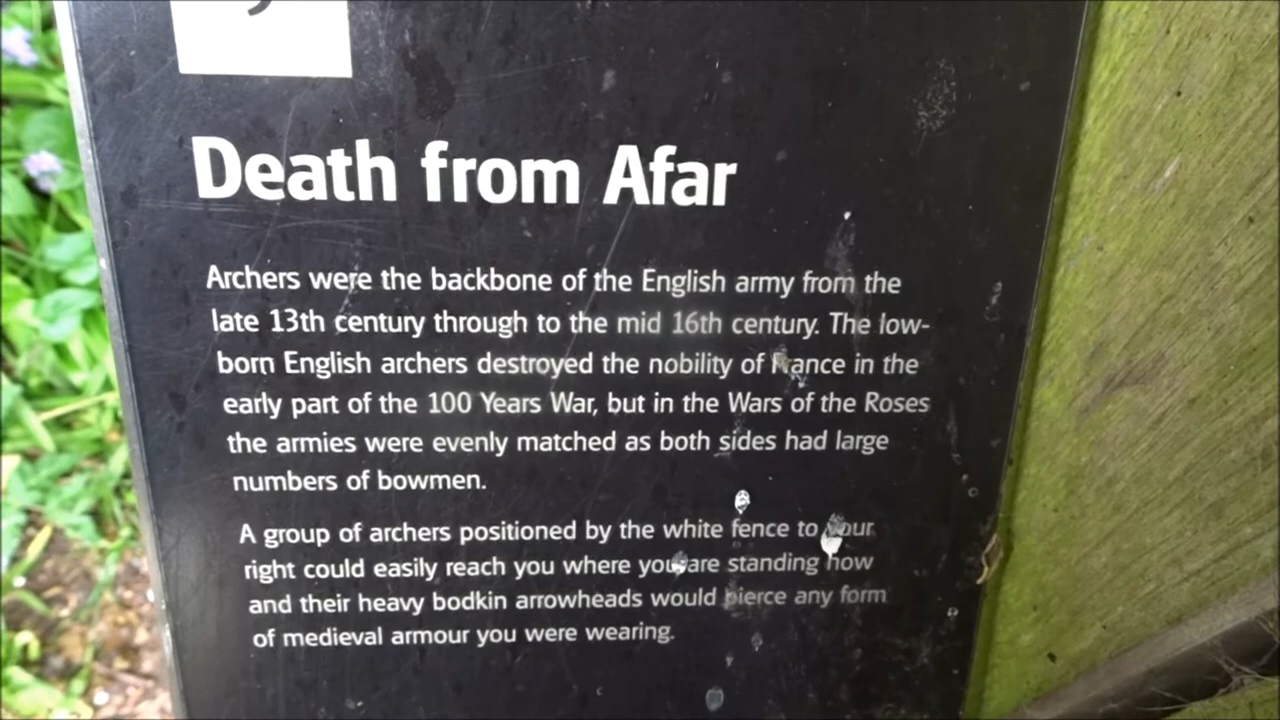 Death from Afar
Archers were the backbone of the English army from the
late 13th century through to the mid 16th century. The low-
born English archers destroyed the nobility of France in the
early part of the 100 Years War, but in the Wars of the Roses
the armies were evenly matched as both sides had large
numbers of bowmen.
A group of archers positioned by the white fence to your
right could easily reach you where you are standing now
and their heavy bodkin arrowheads would pierce any form
of medieval armour you were wearing.